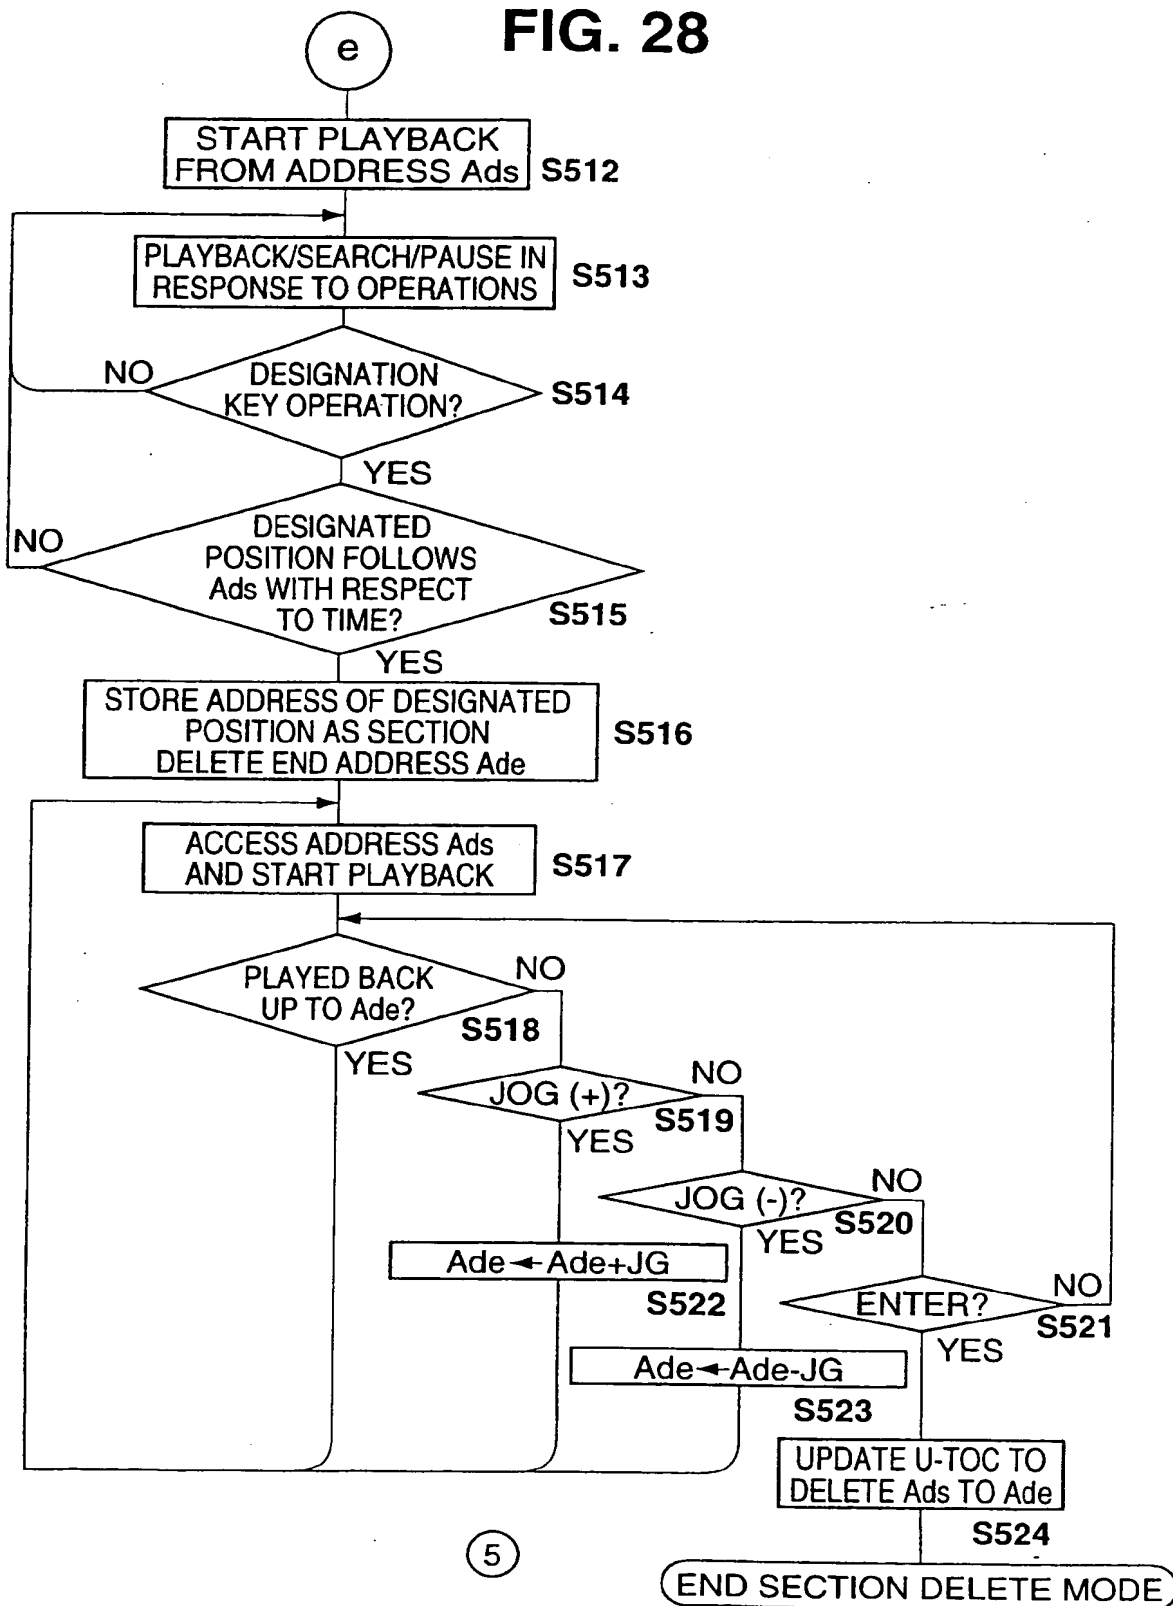 FIG. 28
e
START PLAYBACK
FROM ADDRESS Ads
S512
PLAYBACK/SEARCH/PAUSE IN
RESPONSE TO OPERATIONS
S513
NO
DESIGNATION
KEY OPERATION?
S514
YES
NO
DESIGNATED
POSITION FOLLOWS
Ads WITH RESPECT
TO TIME?
S515
YES
STORE ADDRESS OF DESIGNATED
POSITION AS SECTION
DELETE END ADDRESS Ade
S516
ACCESS ADDRESS Ads
AND START PLAYBACK
S517
PLAYED BACK
UP TO Ade?
NO
S518
YES
JOG (+)?
NO
S519
YES
JOG (-)?
NO
S520
YES
Ade←Ade+JG
S522
ENTER?
NO
S521
YES
Ade←Ade-JG
S523
UPDATE U-TOC TO
DELETE Ads TO Ade
S524
5
END SECTION DELETE MODE